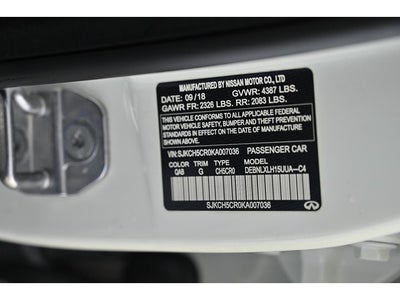 MANUFACTURED BY NISSAN MOTOR CO., LTD
DATE: 09/18 GVWR: 4387 LBS.
GAWR FR: 2326 LBS. RR: 2083 LBS.
THIS VEHICLE CONFORMS TO ALL APPLICABLE FEDERAL
MOTOR VEHICLE SAFETY, BUMPER, AND THEFT
PREVENTION STANDARDS IN EFFECT ON THE DATE OF
MANUFACTURE SHOWN ABOVE.
VIN: SJKCH5CR0KA007036 PASSENGER CAR
COLOR TRIM TYPE MODEL
QAB G CH5CR0 DEBNLXLH15UUA--C4
SJKCH5CR0KA007036